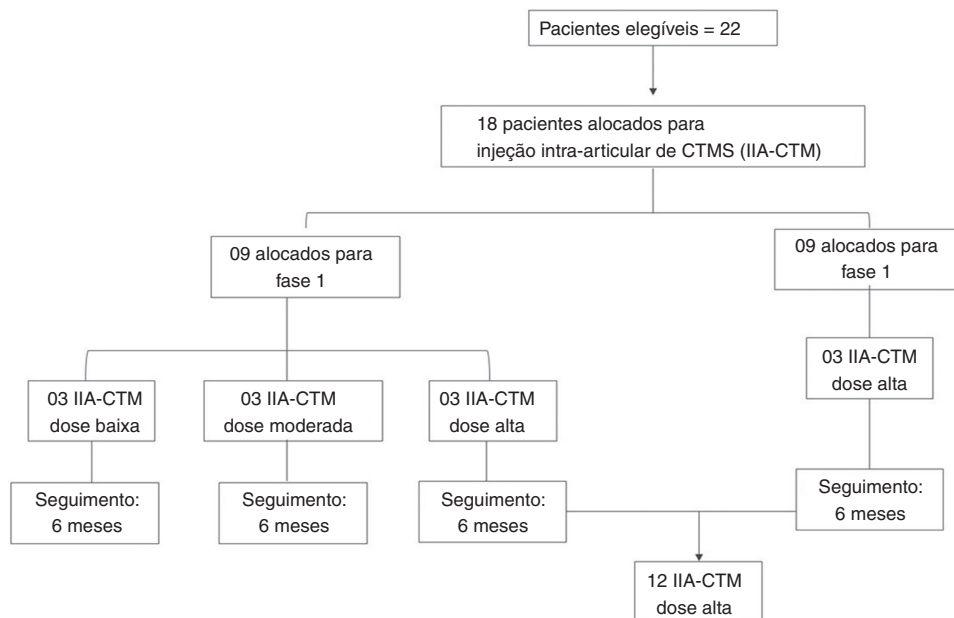 Pacientes elegíveis = 22
18 pacientes alocados para
injeção intra-articular de CTMS (IIA-CTM)
09 alocados para
fase 1
09 alocados para
fase 1
03 IIA-CTM
dose alta
03 IIA-CTM
dose baixa
03 IIA-CTM
dose moderada
03 IIA-CTM
dose alta
Seguimento:
6 meses
Seguimento:
6 meses
Seguimento:
6 meses
Seguimento:
6 meses
12 IIA-CTM
dose alta